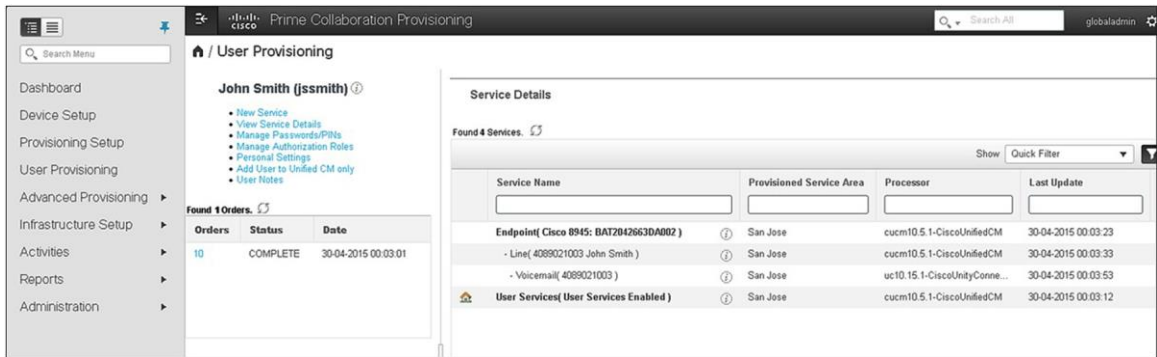 Search Menu
Dashboard
Device Setup
Provisioning Setup
User Provisioning
Advanced Provisioning
Infrastructure Setup
Activities
Reports
Administration
cisco Prime Collaboration Provisioning
Search All
globaladmin
/ User Provisioning
John Smith (jssmith)
New Service
View Service Details
Manage Passwords/PINs
Manage Authorization Roles
Personal Settings
Add User to Unified CM only
User Notes
Found 1 Orders.
Orders Status Date
10 COMPLETE 30-04-2015 00:03:01
Service Details
Found 4 Services.
Show Quick Filter
Service Name Provisioned Service Area Processor Last Update
Endpoint( Cisco 8945: BAT2042663DA002 ) San Jose cucm10.5.1-CiscoUnifiedCM 30-04-2015 00:03:23
- Line( 4089021003 John Smith ) San Jose cucm10.5.1-CiscoUnifiedCM 30-04-2015 00:03:33
- Voicemail( 4089021003 ) San Jose uc10.15.1-CiscoUnityConne... 30-04-2015 00:03:53
User Services( User Services Enabled ) San Jose cucm10.5.1-CiscoUnifiedCM 30-04-2015 00:03:12